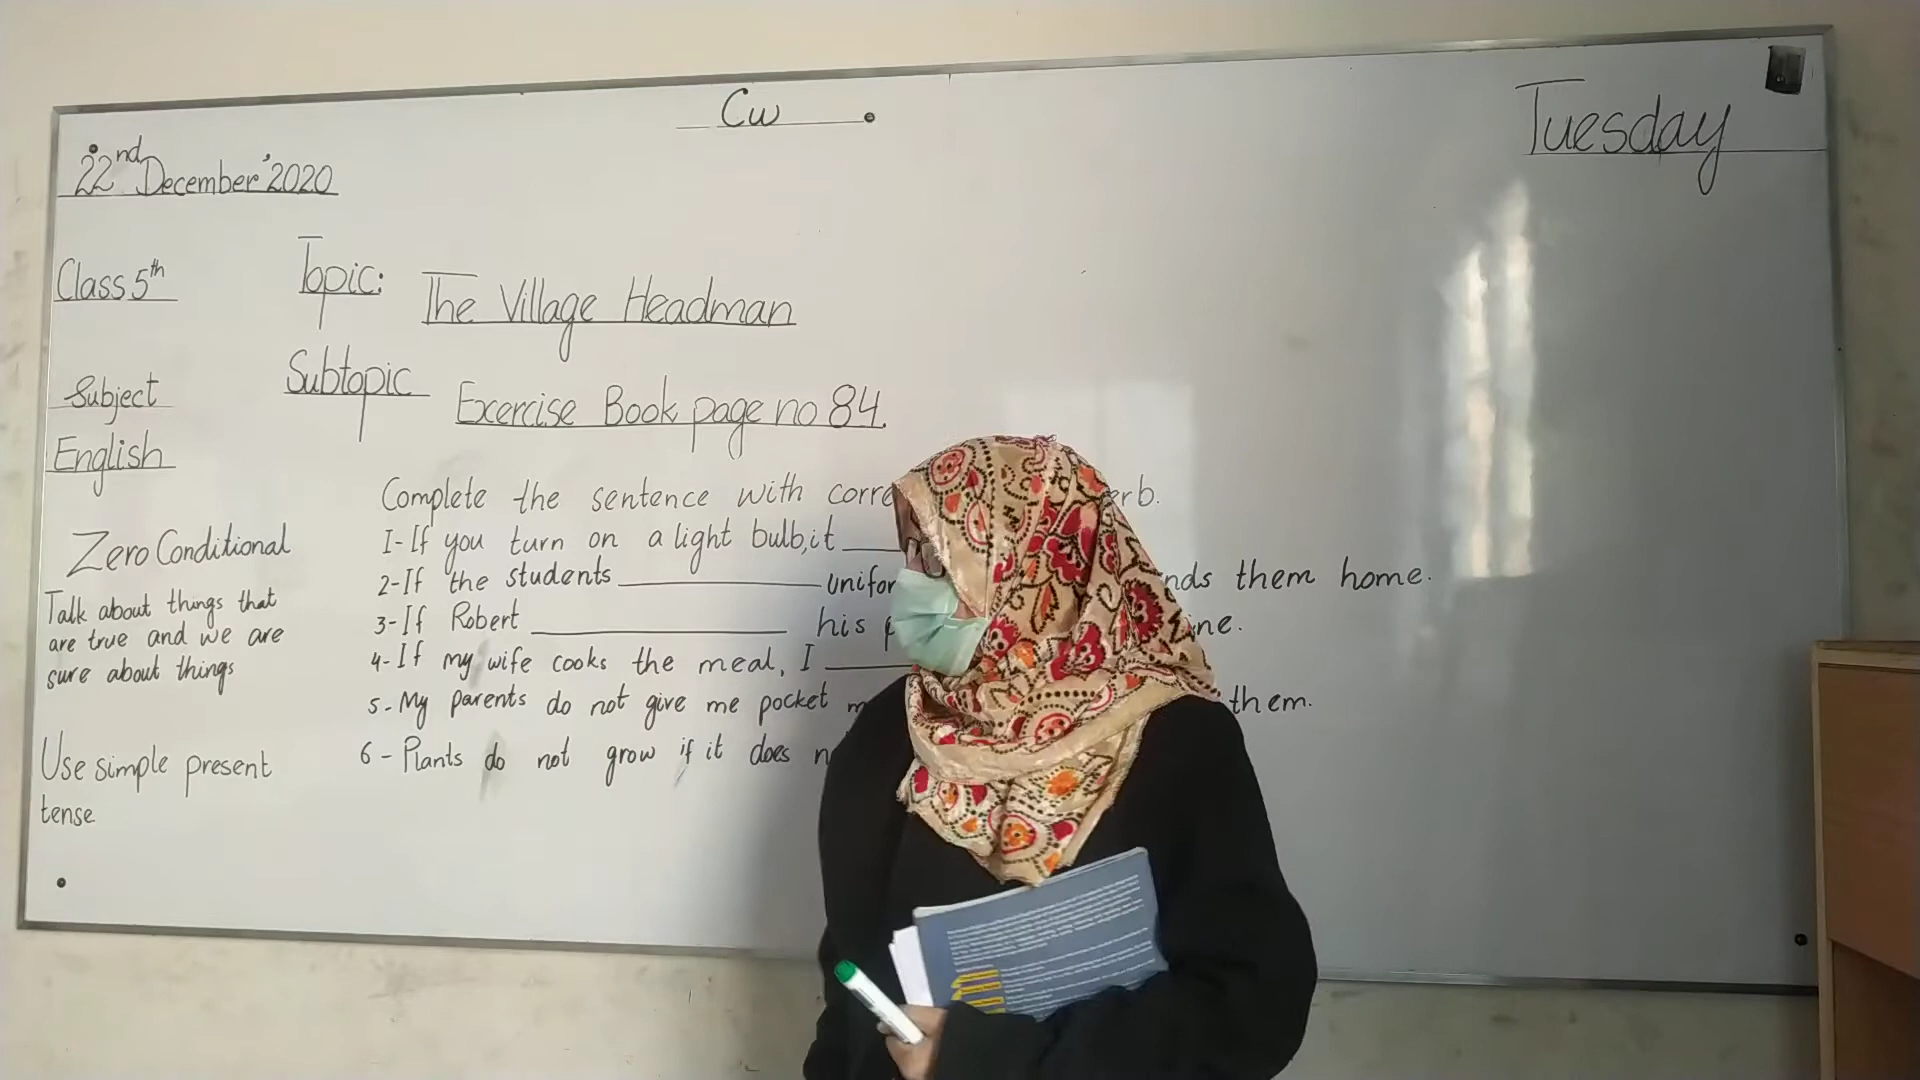 Cw
Tuesday
22nd December'2020
Class 5th
Topic: The Village Headman
Subject
English
Subtopic Exercise Book page no 84.
Complete the sentence with
1-If you turn on a light bulb,it ____
2-If the students ____ them home.
3-If Robert ____ his
4-If my wife cooks the meal, I ____
5-My parents do not give me pocket them.
6-Plants do not grow if it does
Zero Conditional
Talk about things that
are true and we are
sure about things
Use simple present
tense